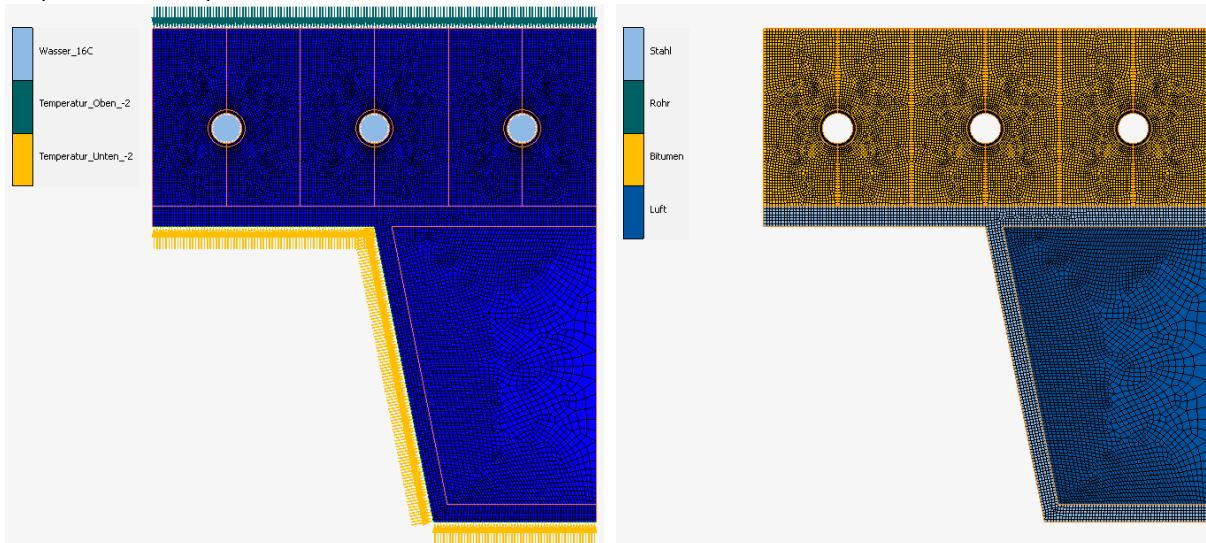 Wasser_16C
Temperatur_Oben_-2
Temperatur_Unten_-2
Stahl
Rohr
Bitumen
Luft